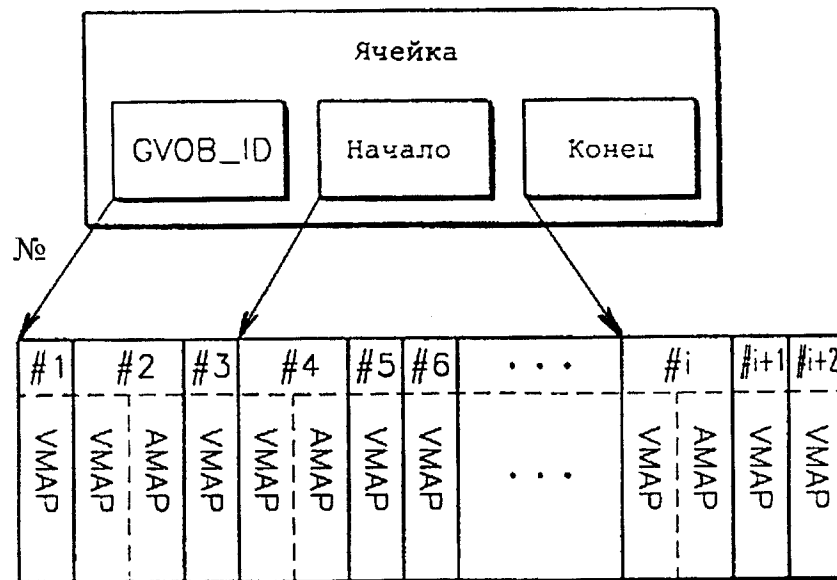 Ячейка
GVOB_ID Начало Конец
№
#1 #2 #3 #4 #5 #6 ... #i #i+1 #i+2
VMAP VMAP AMAP VMAP VMAP AMAP VMAP VMAP ... VMAP AMAP VMAP VMAP